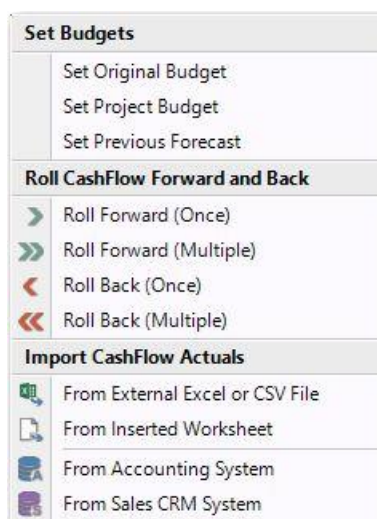 Set Budgets
Set Original Budget
Set Project Budget
Set Previous Forecast
Roll CashFlow Forward and Back
Roll Forward (Once)
Roll Forward (Multiple)
Roll Back (Once)
Roll Back (Multiple)
Import CashFlow Actuals
From External Excel or CSV File
From Inserted Worksheet
From Accounting System
From Sales CRM System